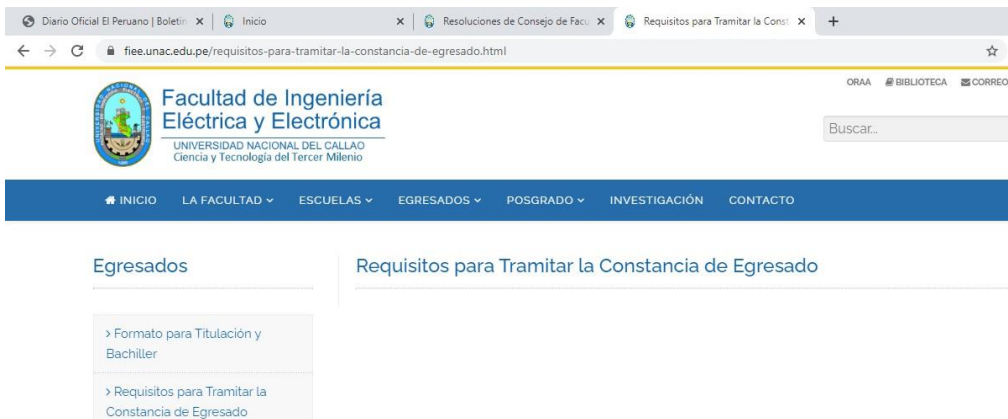 Diario Oficial El Peruano | Boletín
Inicio
Resoluciones de Consejo de Facu
Requisitos para Tramitar la Const
fiee.unac.edu.pe/requisitos-para-tramitar-la-constancia-de-egresado.html
ORAA BIBLIOTECA CORREO
Facultad de Ingeniería
Eléctrica y Electrónica
UNIVERSIDAD NACIONAL DEL CALLAO
Ciencia y Tecnología del Tercer Milenio
Buscar...
INICIO LA FACULTAD ESCUELAS EGRESADOS POSGRADO INVESTIGACIÓN CONTACTO
Egresados
Requisitos para Tramitar la Constancia de Egresado
> Formato para Titulación y
Bachiller
> Requisitos para Tramitar la
Constancia de Egresado